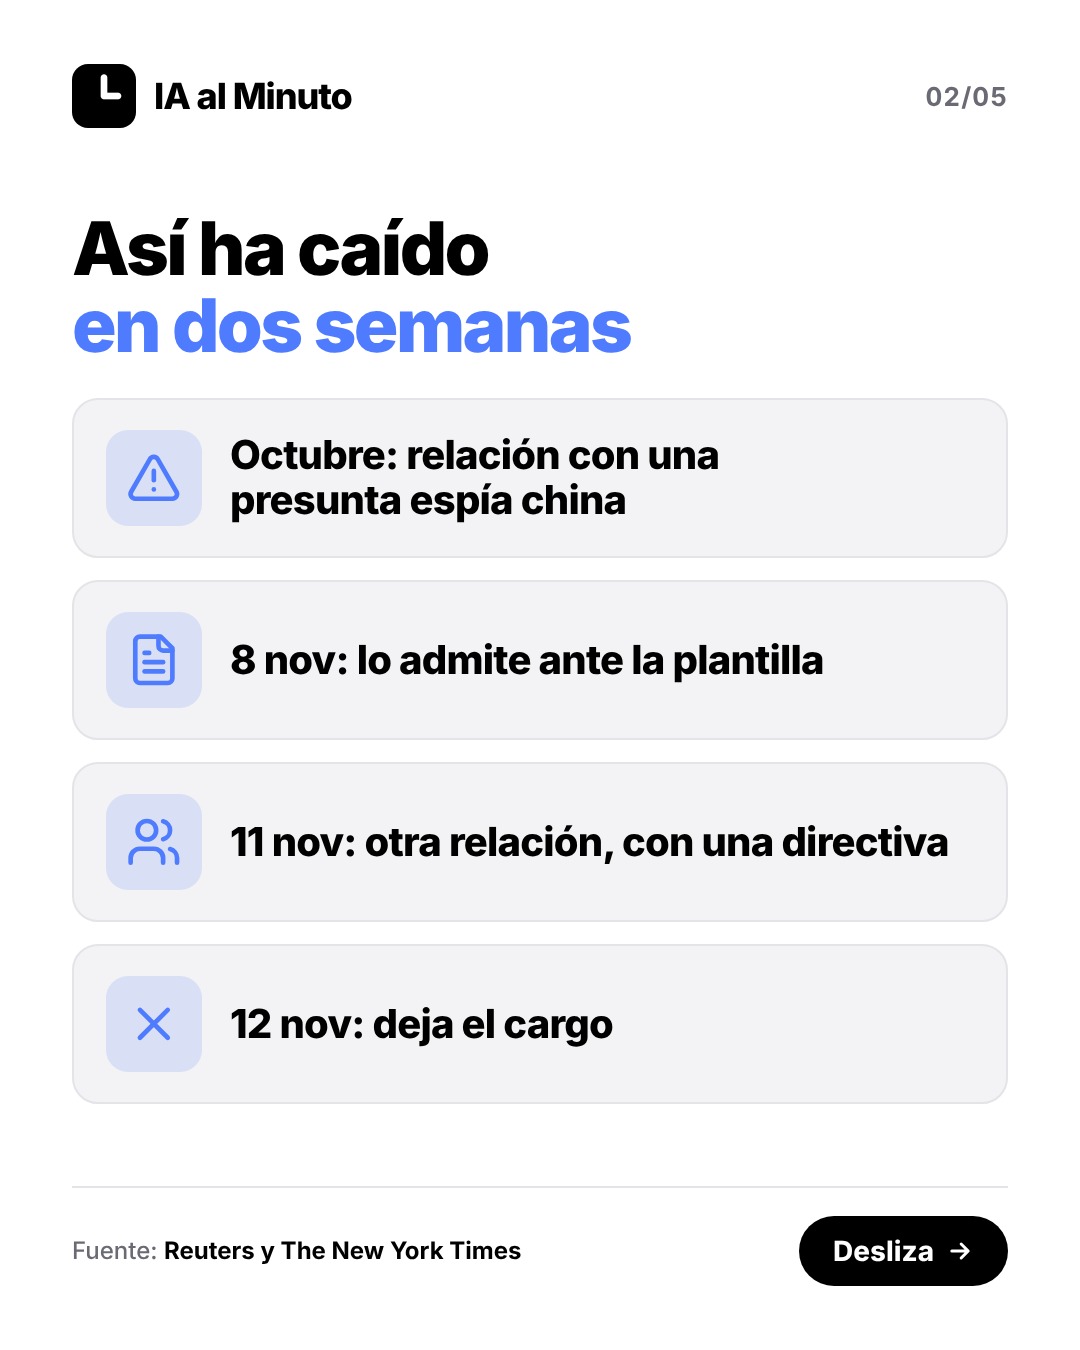 IA al Minuto
02/05
Así ha caído
en dos semanas
Octubre: relación con una
presunta espía china
8 nov: lo admite ante la plantilla
11 nov: otra relación, con una directiva
12 nov: deja el cargo
Fuente: Reuters y The New York Times
Desliza →